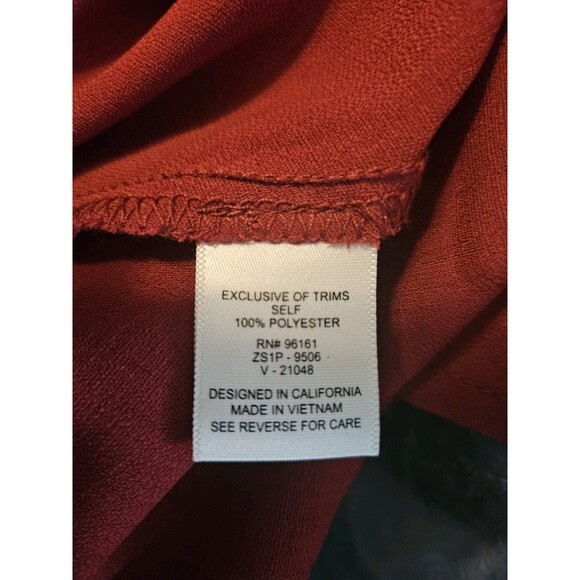 EXCLUSIVE OF TRIMS
SELF
100% POLYESTER
RN# 96161
ZS1P - 9506
V - 21048
DESIGNED IN CALIFORNIA
MADE IN VIETNAM
SEE REVERSE FOR CARE